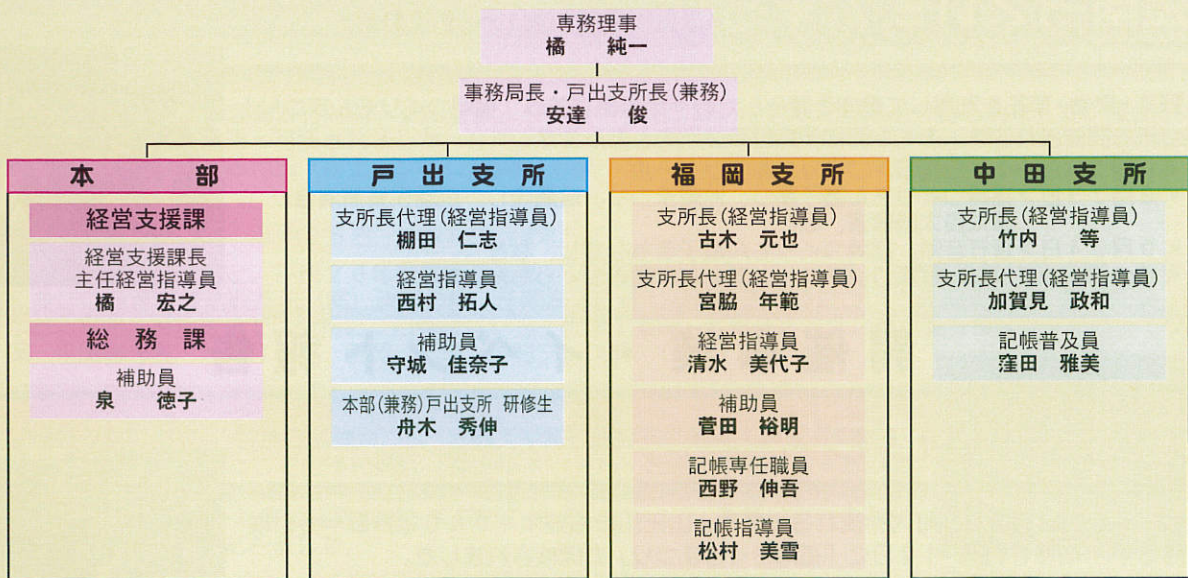 専務理事
橘　純一
事務局長・戸出支所長(兼務)
安達　俊
本部
経営支援課
経営支援課長
主任経営指導員
橘　宏之
総務課
補助員
泉　徳子
戸出支所
支所長代理(経営指導員)
棚田　仁志
経営指導員
西村　拓人
補助員
守城　佳奈子
本部(兼務)戸出支所 研修生
舟木　秀伸
福岡支所
支所長(経営指導員)
古木　元也
支所長代理(経営指導員)
宮脇　年範
経営指導員
清水　美代子
補助員
菅田　裕明
記帳専任職員
西野　伸吾
記帳指導員
松村　美雪
中田支所
支所長(経営指導員)
竹内　等
支所長代理(経営指導員)
加賀見　政和
記帳普及員
窪田　雅美